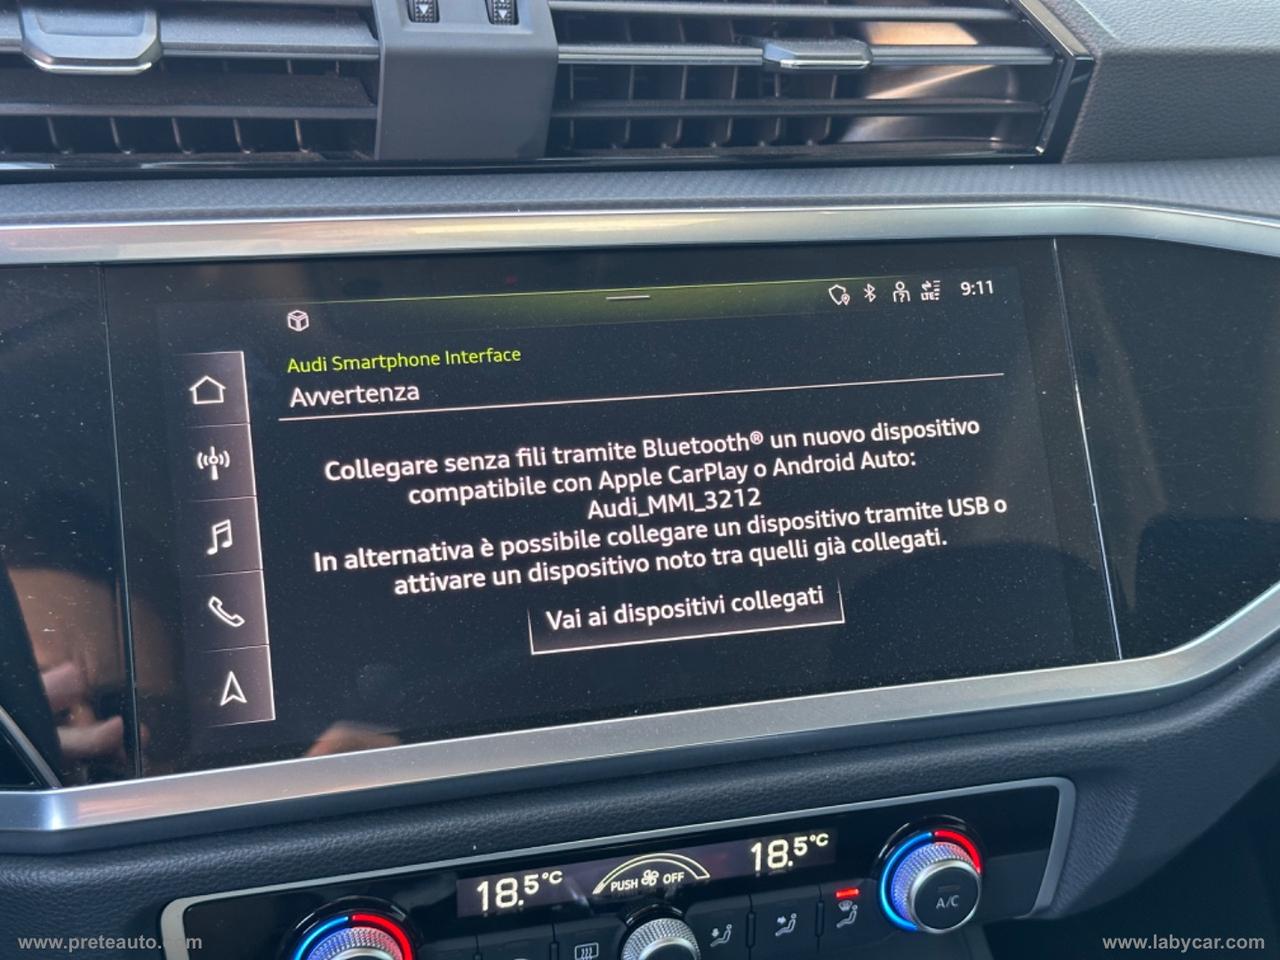 LTE
9:11
Audi Smartphone Interface
Avvertenza
Collegare senza fili tramite Bluetooth® un nuovo dispositivo
compatibile con Apple CarPlay o Android Auto:
Audi_MMI_3212
In alternativa è possibile collegare un dispositivo tramite USB o
attivare un dispositivo noto tra quelli già collegati.
Vai ai dispositivi collegati
18.5°C
PUSH OFF
18.5°C
A/C
www.preteauto.com
www.labycar.com